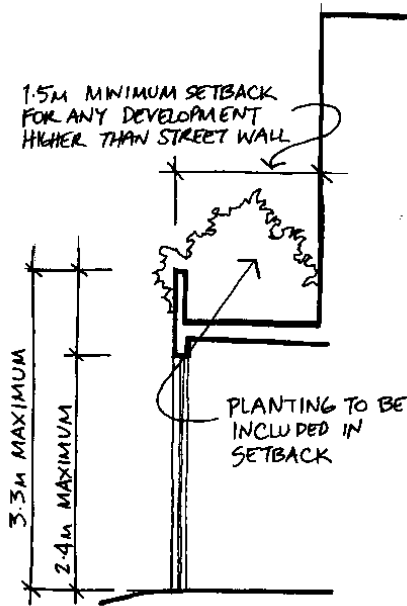 1.5M MINIMUM SETBACK
FOR ANY DEVELOPMENT
HIGHER THAN STREET WALL
3.3M MAXIMUM
2.4M MAXIMUM
PLANTING TO BE
INCLUDED IN
SETBACK